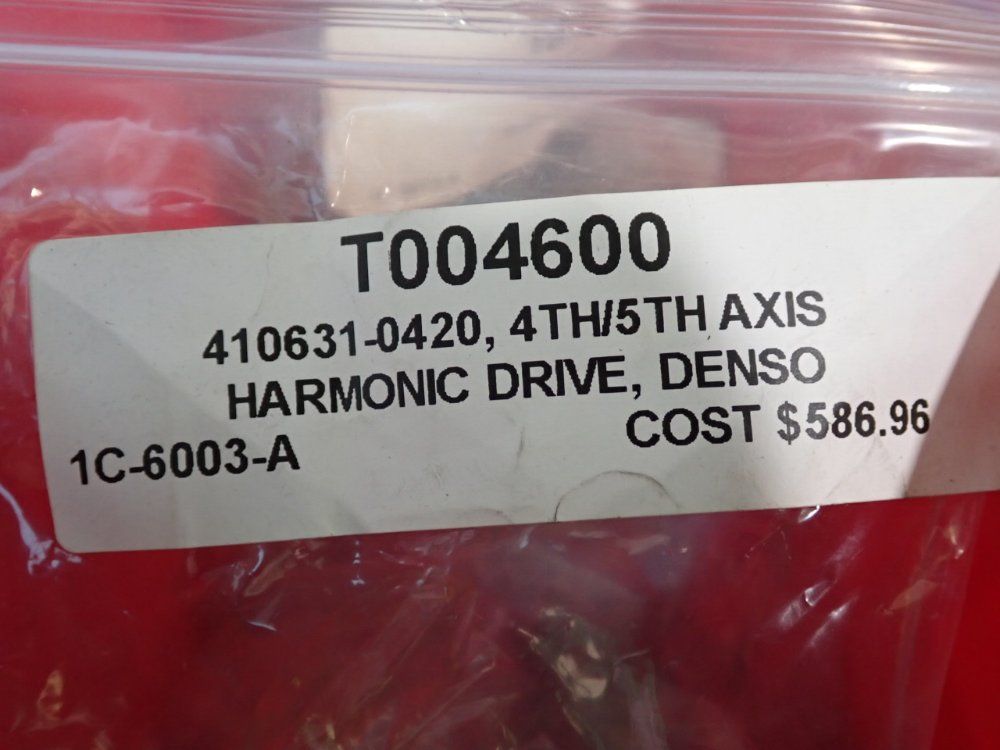 T004600
410631-0420, 4TH/5TH AXIS
HARMONIC DRIVE, DENSO
1C-6003-A COST $586.96